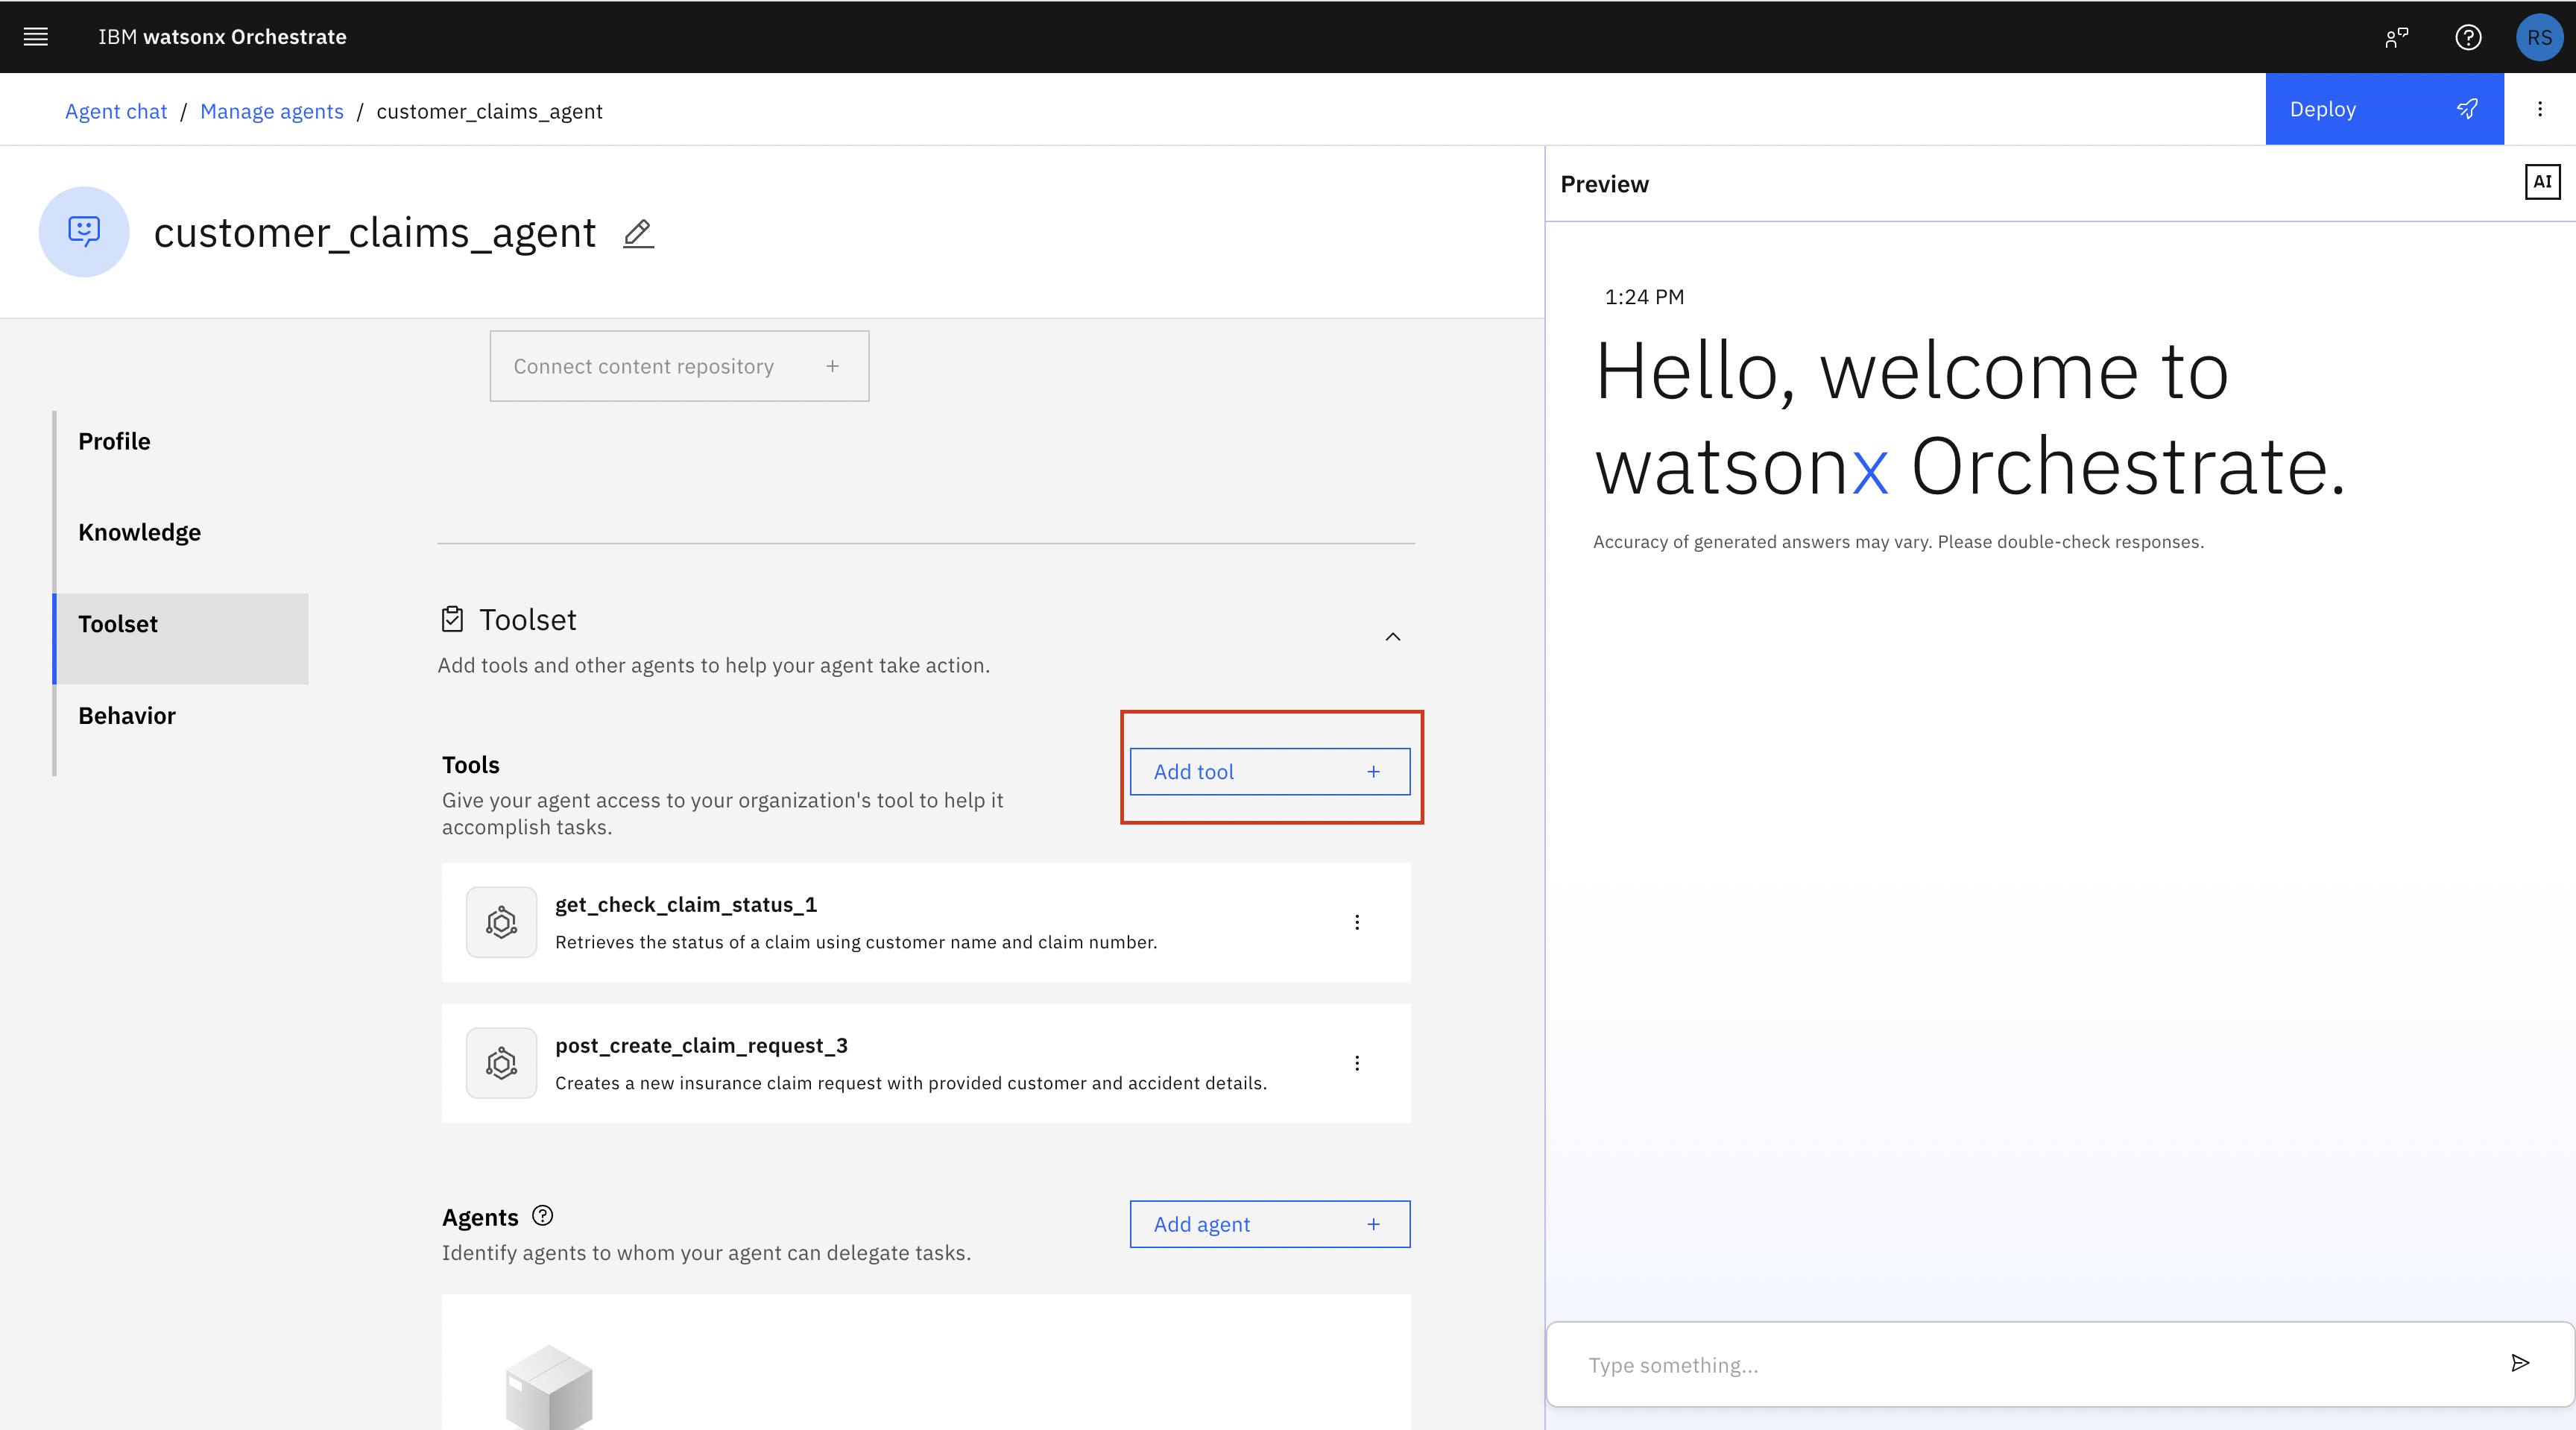 IBM watsonx Orchestrate
RS
Agent chat / Manage agents / customer_claims_agent
Deploy
customer_claims_agent
Connect content repository +
Profile
Knowledge
Toolset
Behavior
Toolset
Add tools and other agents to help your agent take action.
Tools
Add tool +
Give your agent access to your organization's tool to help it
accomplish tasks.
get_check_claim_status_1
Retrieves the status of a claim using customer name and claim number.
post_create_claim_request_3
Creates a new insurance claim request with provided customer and accident details.
Agents
Add agent +
Identify agents to whom your agent can delegate tasks.
Preview
AI
1:24 PM
Hello, welcome to
watsonx Orchestrate.
Accuracy of generated answers may vary. Please double-check responses.
Type something...